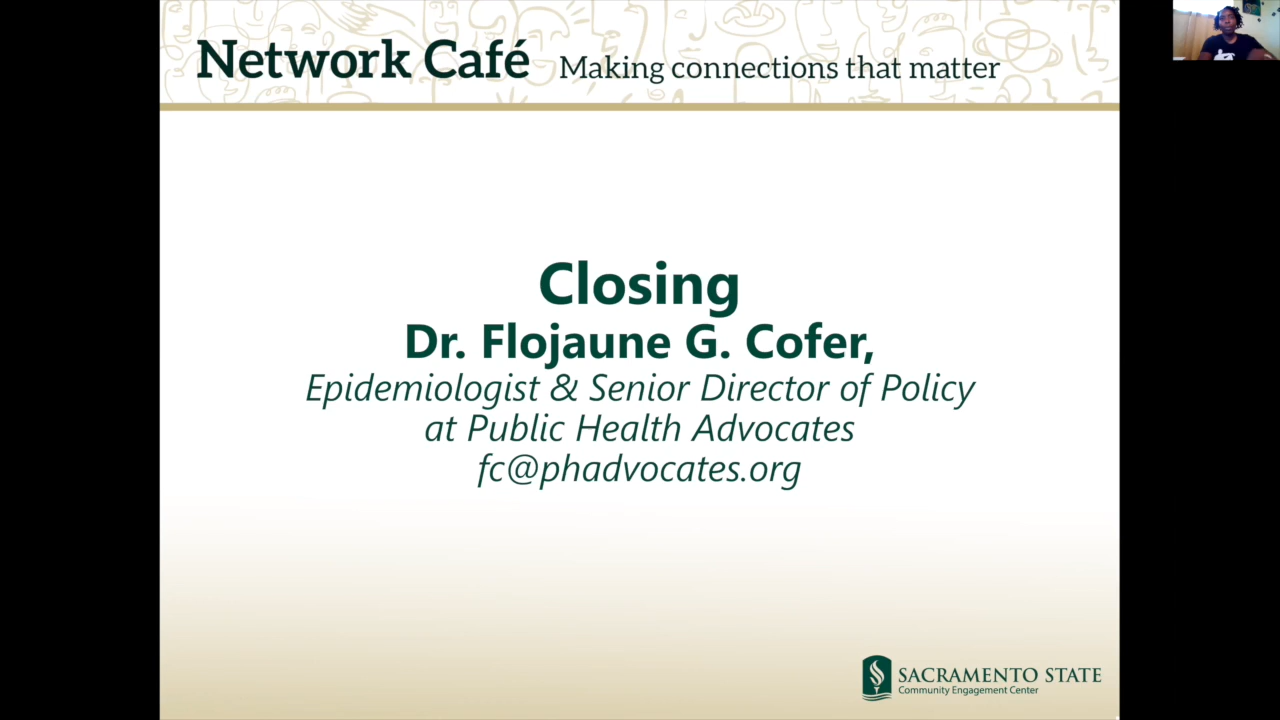 Network Café Making connections that matter
Closing
Dr. Flojaune G. Cofer,
Epidemiologist & Senior Director of Policy
at Public Health Advocates
fc@phadvocates.org
SACRAMENTO STATE
Community Engagement Center